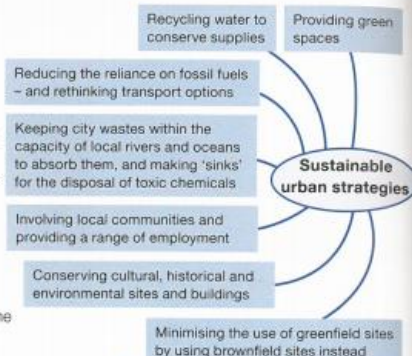 Recycling water to
conserve supplies
Providing green
spaces
Reducing the reliance on fossil fuels
– and rethinking transport options
Keeping city wastes within the
capacity of local rivers and oceans
to absorb them, and making 'sinks'
for the disposal of toxic chemicals
Sustainable
urban strategies
Involving local communities and
providing a range of employment
Conserving cultural, historical and
environmental sites and buildings
Minimising the use of greenfield sites
by using brownfield sites instead